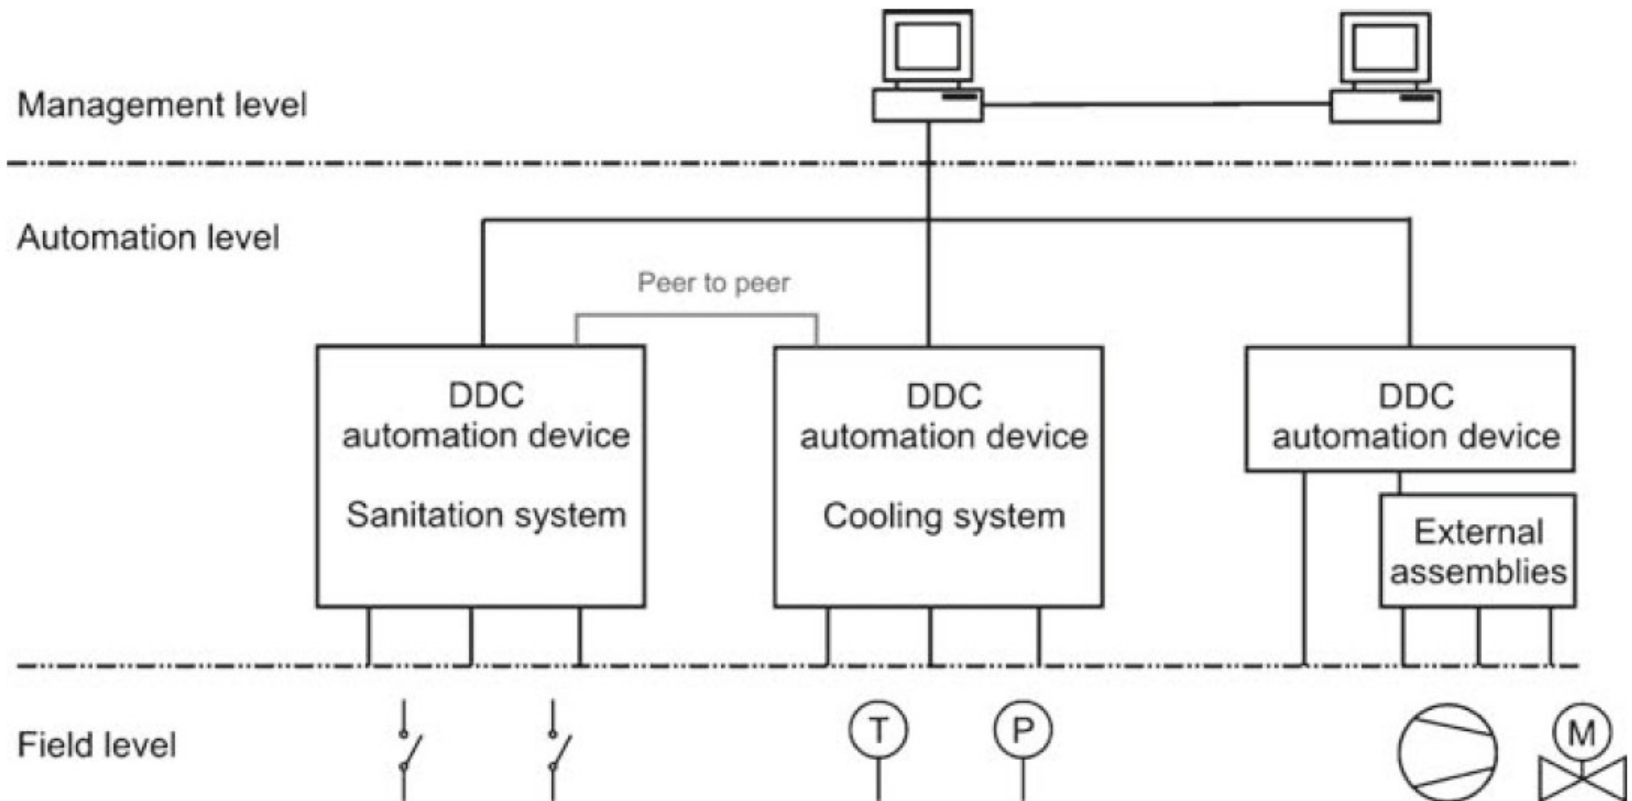 Management level
Automation level
Peer to peer
DDC
automation device
Sanitation system
DDC
automation device
Cooling system
DDC
automation device
External
assemblies
Field level
T
P
M